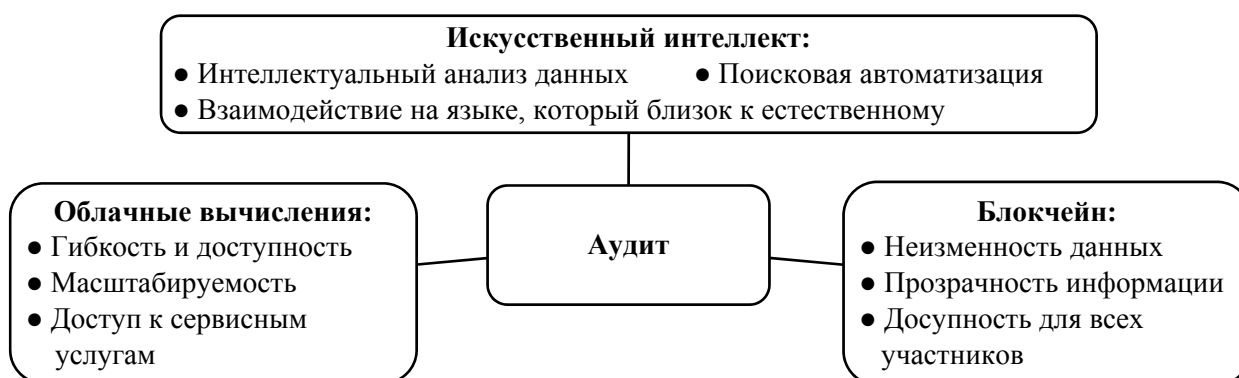 Искусственный интеллект:
● Интеллектуальный анализ данных ● Поисковая автоматизация
● Взаимодействие на языке, который близок к естественному
Облачные вычисления:
● Гибкость и доступность
● Масштабируемость
● Доступ к сервисным
услугам
Аудит
Блокчейн:
● Неизменность данных
● Прозрачность информации
● Досупность для всех
участников